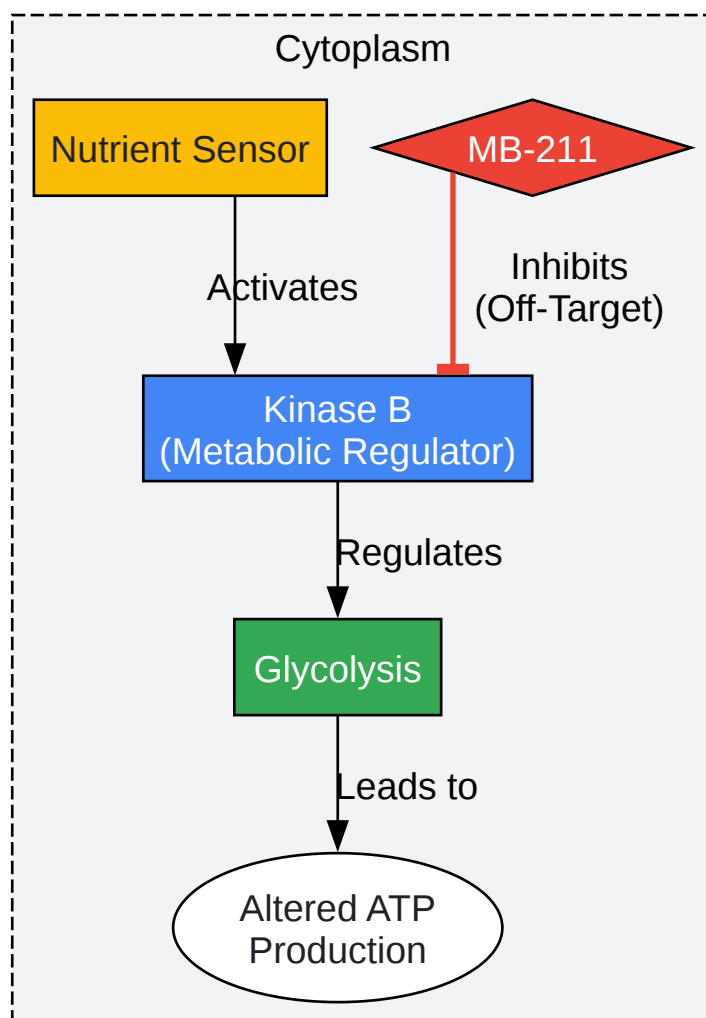 Cytoplasm
Nutrient Sensor
MB-211
Activates
Inhibits
(Off-Target)
Kinase B
(Metabolic Regulator)
Regulates
Glycolysis
Leads to
Altered ATP
Production